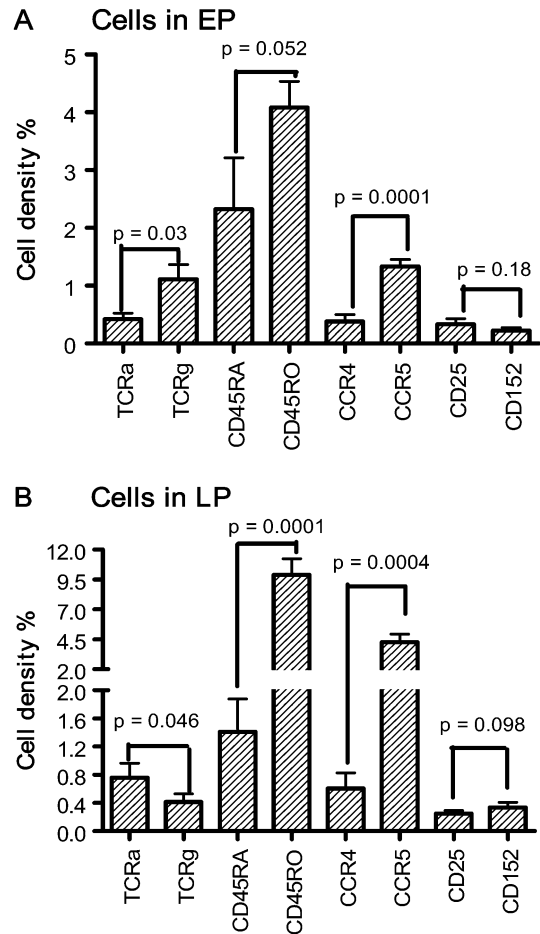 A Cells in EP
p = 0.052
5
4
p = 0.0001
3
p = 0.03
p = 0.18
2
1
0
Cell density %
TCRa
TCRg
CD45RA
CD45RO
CCR4
CCR5
CD25
CD152
B Cells in LP
p = 0.0001
12.0
p = 0.0004
9.5
7.0
4.5
2.0
2.0
p = 0.046
p = 0.098
1.6
1.2
0.8
0.4
0.0
Cell density %
TCRa
TCRg
CD45RA
CD45RO
CCR4
CCR5
CD25
CD152